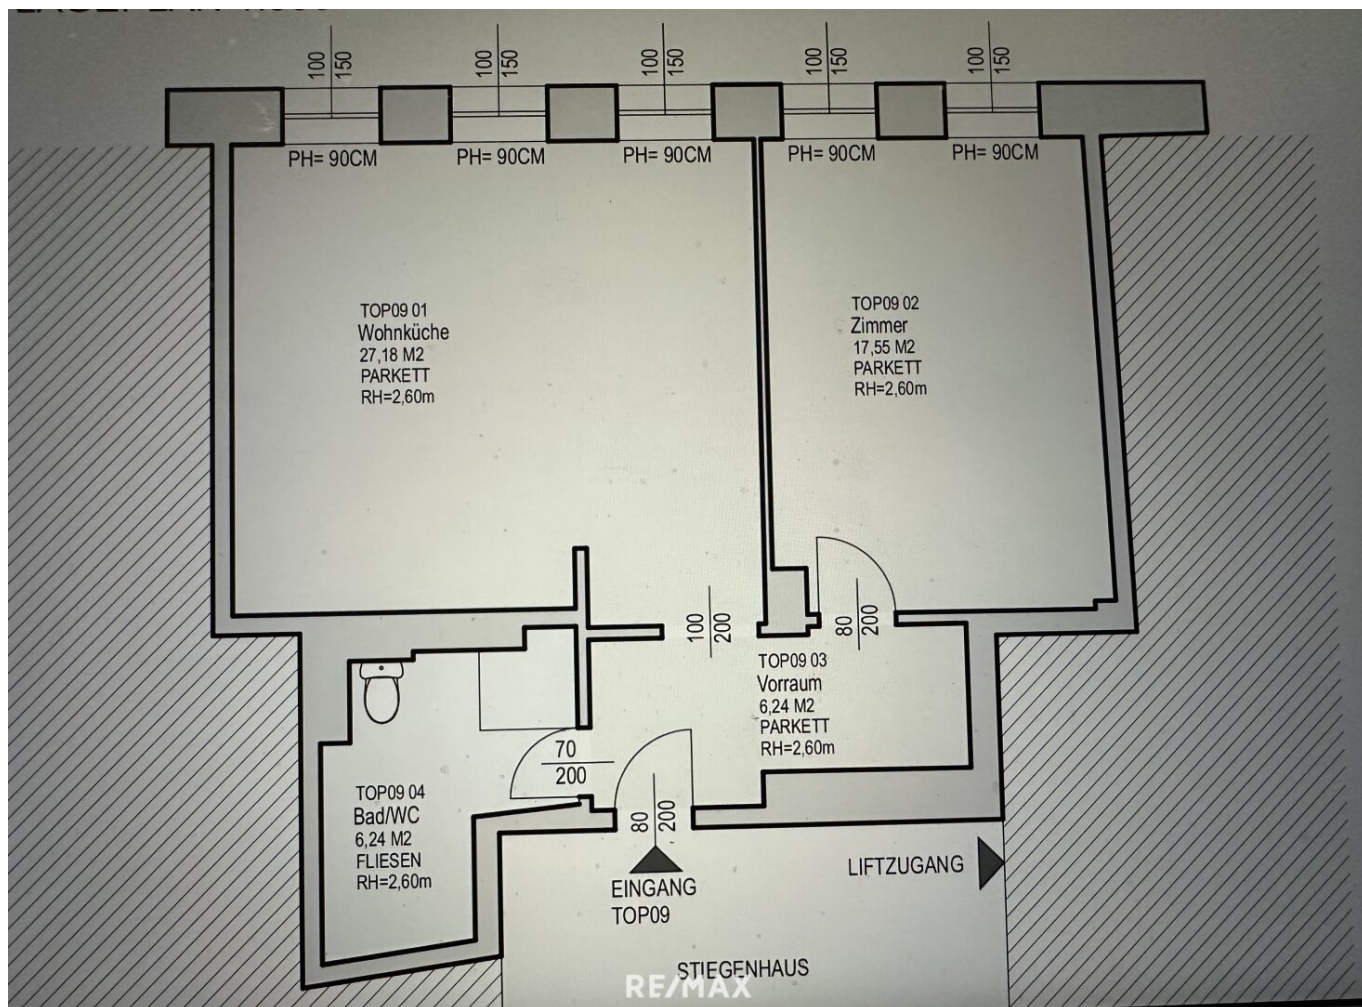 100
150
100
150
100
150
100
150
100
150
PH= 90CM
PH= 90CM
PH= 90CM
PH= 90CM
PH= 90CM
TOP09 01
Wohnküche
27,18 M2
PARKETT
RH=2,60m
TOP09 02
Zimmer
17,55 M2
PARKETT
RH=2,60m
100
200
80
200
TOP09 03
Vorraum
6,24 M2
PARKETT
RH=2,60m
70
200
TOP09 04
Bad/WC
6,24 M2
FLIESEN
RH=2,60m
80
200
EINGANG
TOP09
LIFTZUGANG
STIEGENHAUS
RE/MAX